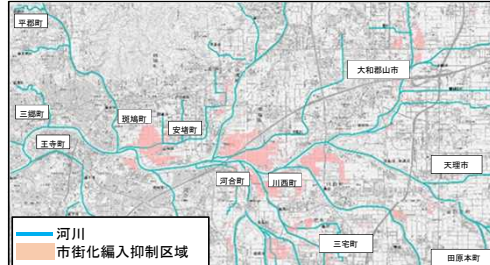 平郡町
大和郡山市
三郷町
斑鳩町
安堵町
王寺町
天理市
河合町
川西町
三宅町
田原本町
河川
市街化編入抑制区域